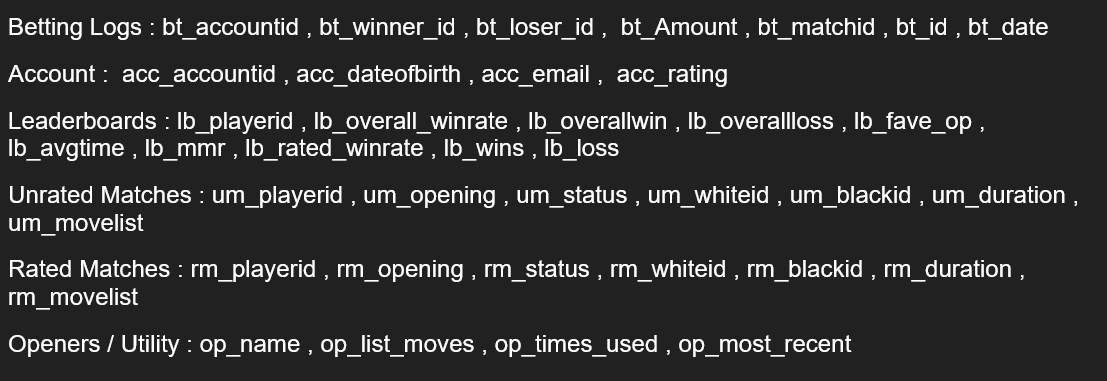 Betting Logs : bt_accountid , bt_winner_id , bt_loser_id ,  bt_Amount , bt_matchid , bt_id , bt_date
Account :  acc_accountid , acc_dateofbirth , acc_email ,  acc_rating
Leaderboards : lb_playerid , lb_overall_winrate , lb_overallwin , lb_overallloss , lb_fave_op ,
lb_avgtime , lb_mmr , lb_rated_winrate , lb_wins , lb_loss
Unrated Matches : um_playerid , um_opening , um_status , um_whiteid , um_blackid , um_duration ,
um_movelist
Rated Matches : rm_playerid , rm_opening , rm_status , rm_whiteid , rm_blackid , rm_duration ,
rm_movelist
Openers / Utility : op_name , op_list_moves , op_times_used , op_most_recent